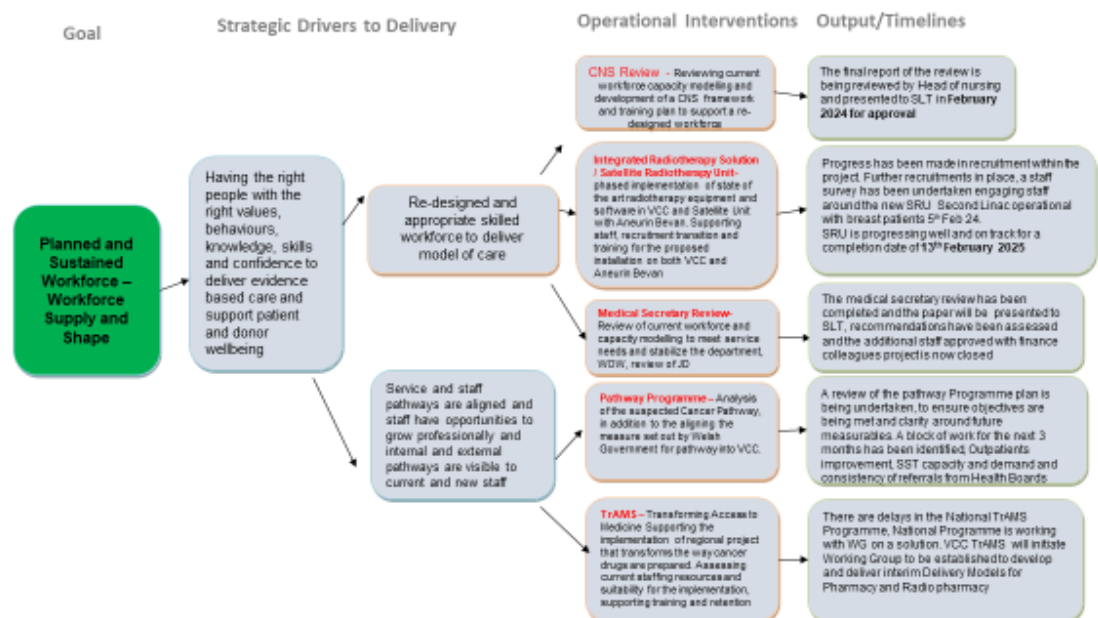 Goal
Strategic Drivers to Delivery
Operational Interventions
Output/Timelines
Planned and
Sustained
Workforce –
Workforce
Supply and
Shape
Having the right
people with the
right values,
behaviours,
knowledge, skills
and confidence to
deliver evidence
based care and
support patient
and donor
wellbeing
Re-designed and
appropriate skilled
workforce to deliver
model of care
Service and staff
pathways are aligned and
staff have opportunities to
grow professionally and
internal and external
pathways are visible to
current and new staff
CNS Review - Reviewing current
workforce capacity modelling and
development of a CNS framework
and training plan to support a re-
designed workforce
The final report of the review is
being reviewed by Head of nursing
and presented to SLT in February
2024 for approval
Integrated Radiotherapy Solution
/ Satellite Radiotherapy Unit-
phased implementation of state of
the art radiotherapy equipment and
software in VCC and Satellite Unit
with Aneurin Bevan. Supporting
staff, recruitment transition and
training for the proposed
installation on both VCC and
Aneurin Bevan
Progress has been made in recruitment within the
project. Further recruitments in place, a staff
survey has been undertaken engaging staff
around the new SRU Second Linac operational
with breast patients 5th Feb 24.
SRU is progressing well and on track for a
completion date of 13th February 2025
Medical Secretary Review-
Review of current workforce and
capacity modelling to meet service
needs and stabilize the department,
WOW, review of JD
The medical secretary review has been
completed and the paper will be presented to
SLT, recommendations have been assessed
and the additional staff approved with finance
colleagues project is now closed
Pathway Programme – Analysis
of the suspected Cancer Pathway,
in addition to the aligning the
measure set out by Welsh
Government for pathway into VCC.
A review of the pathway Programme plan is
being undertaken, to ensure objectives are
being met and clarity around future
measurables. A block of work for the next 3
months has been identified, Outpatients
improvement, SST capacity and demand and
consistency of referrals from Health Boards
TrAMS – Transforming Access to
Medicine Supporting the
implementation of regional project
that transforms the way cancer
drugs are prepared. Assessing
current staffing resources and
suitability for the implementation,
supporting training and retention
There are delays in the National TrAMS
Programme, National Programme is working
with WG on a solution. VCC TrAMS will initiate
Working Group to be established to develop
and deliver interim Delivery Models for
Pharmacy and Radio pharmacy